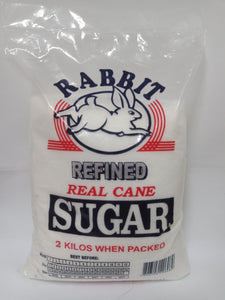 RABBIT
REFINED
REAL CANE
SUGAR
2 KILOS WHEN PACKED
BEST BEFORE: